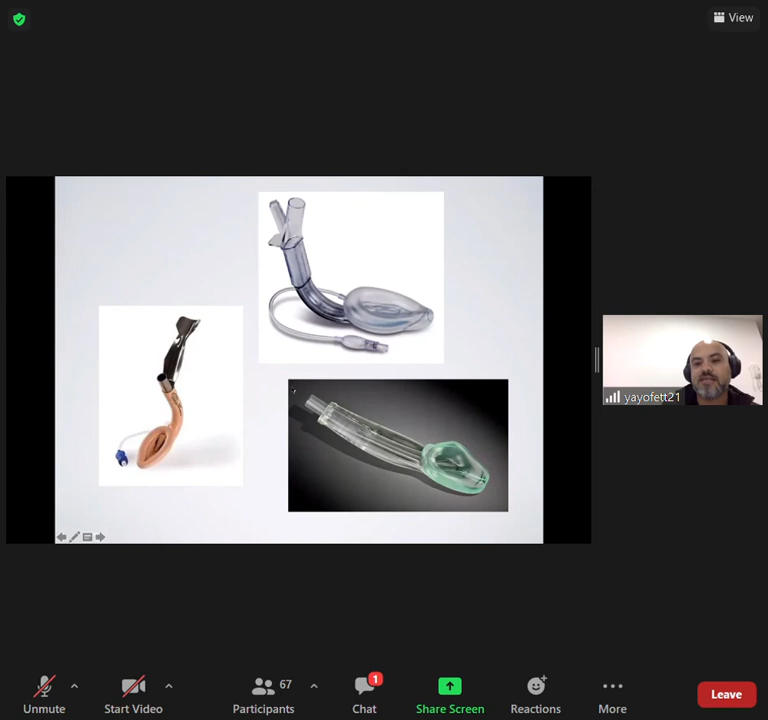 View
yayofett21
67
1
Unmute
Start Video
Participants
Chat
Share Screen
Reactions
More
Leave